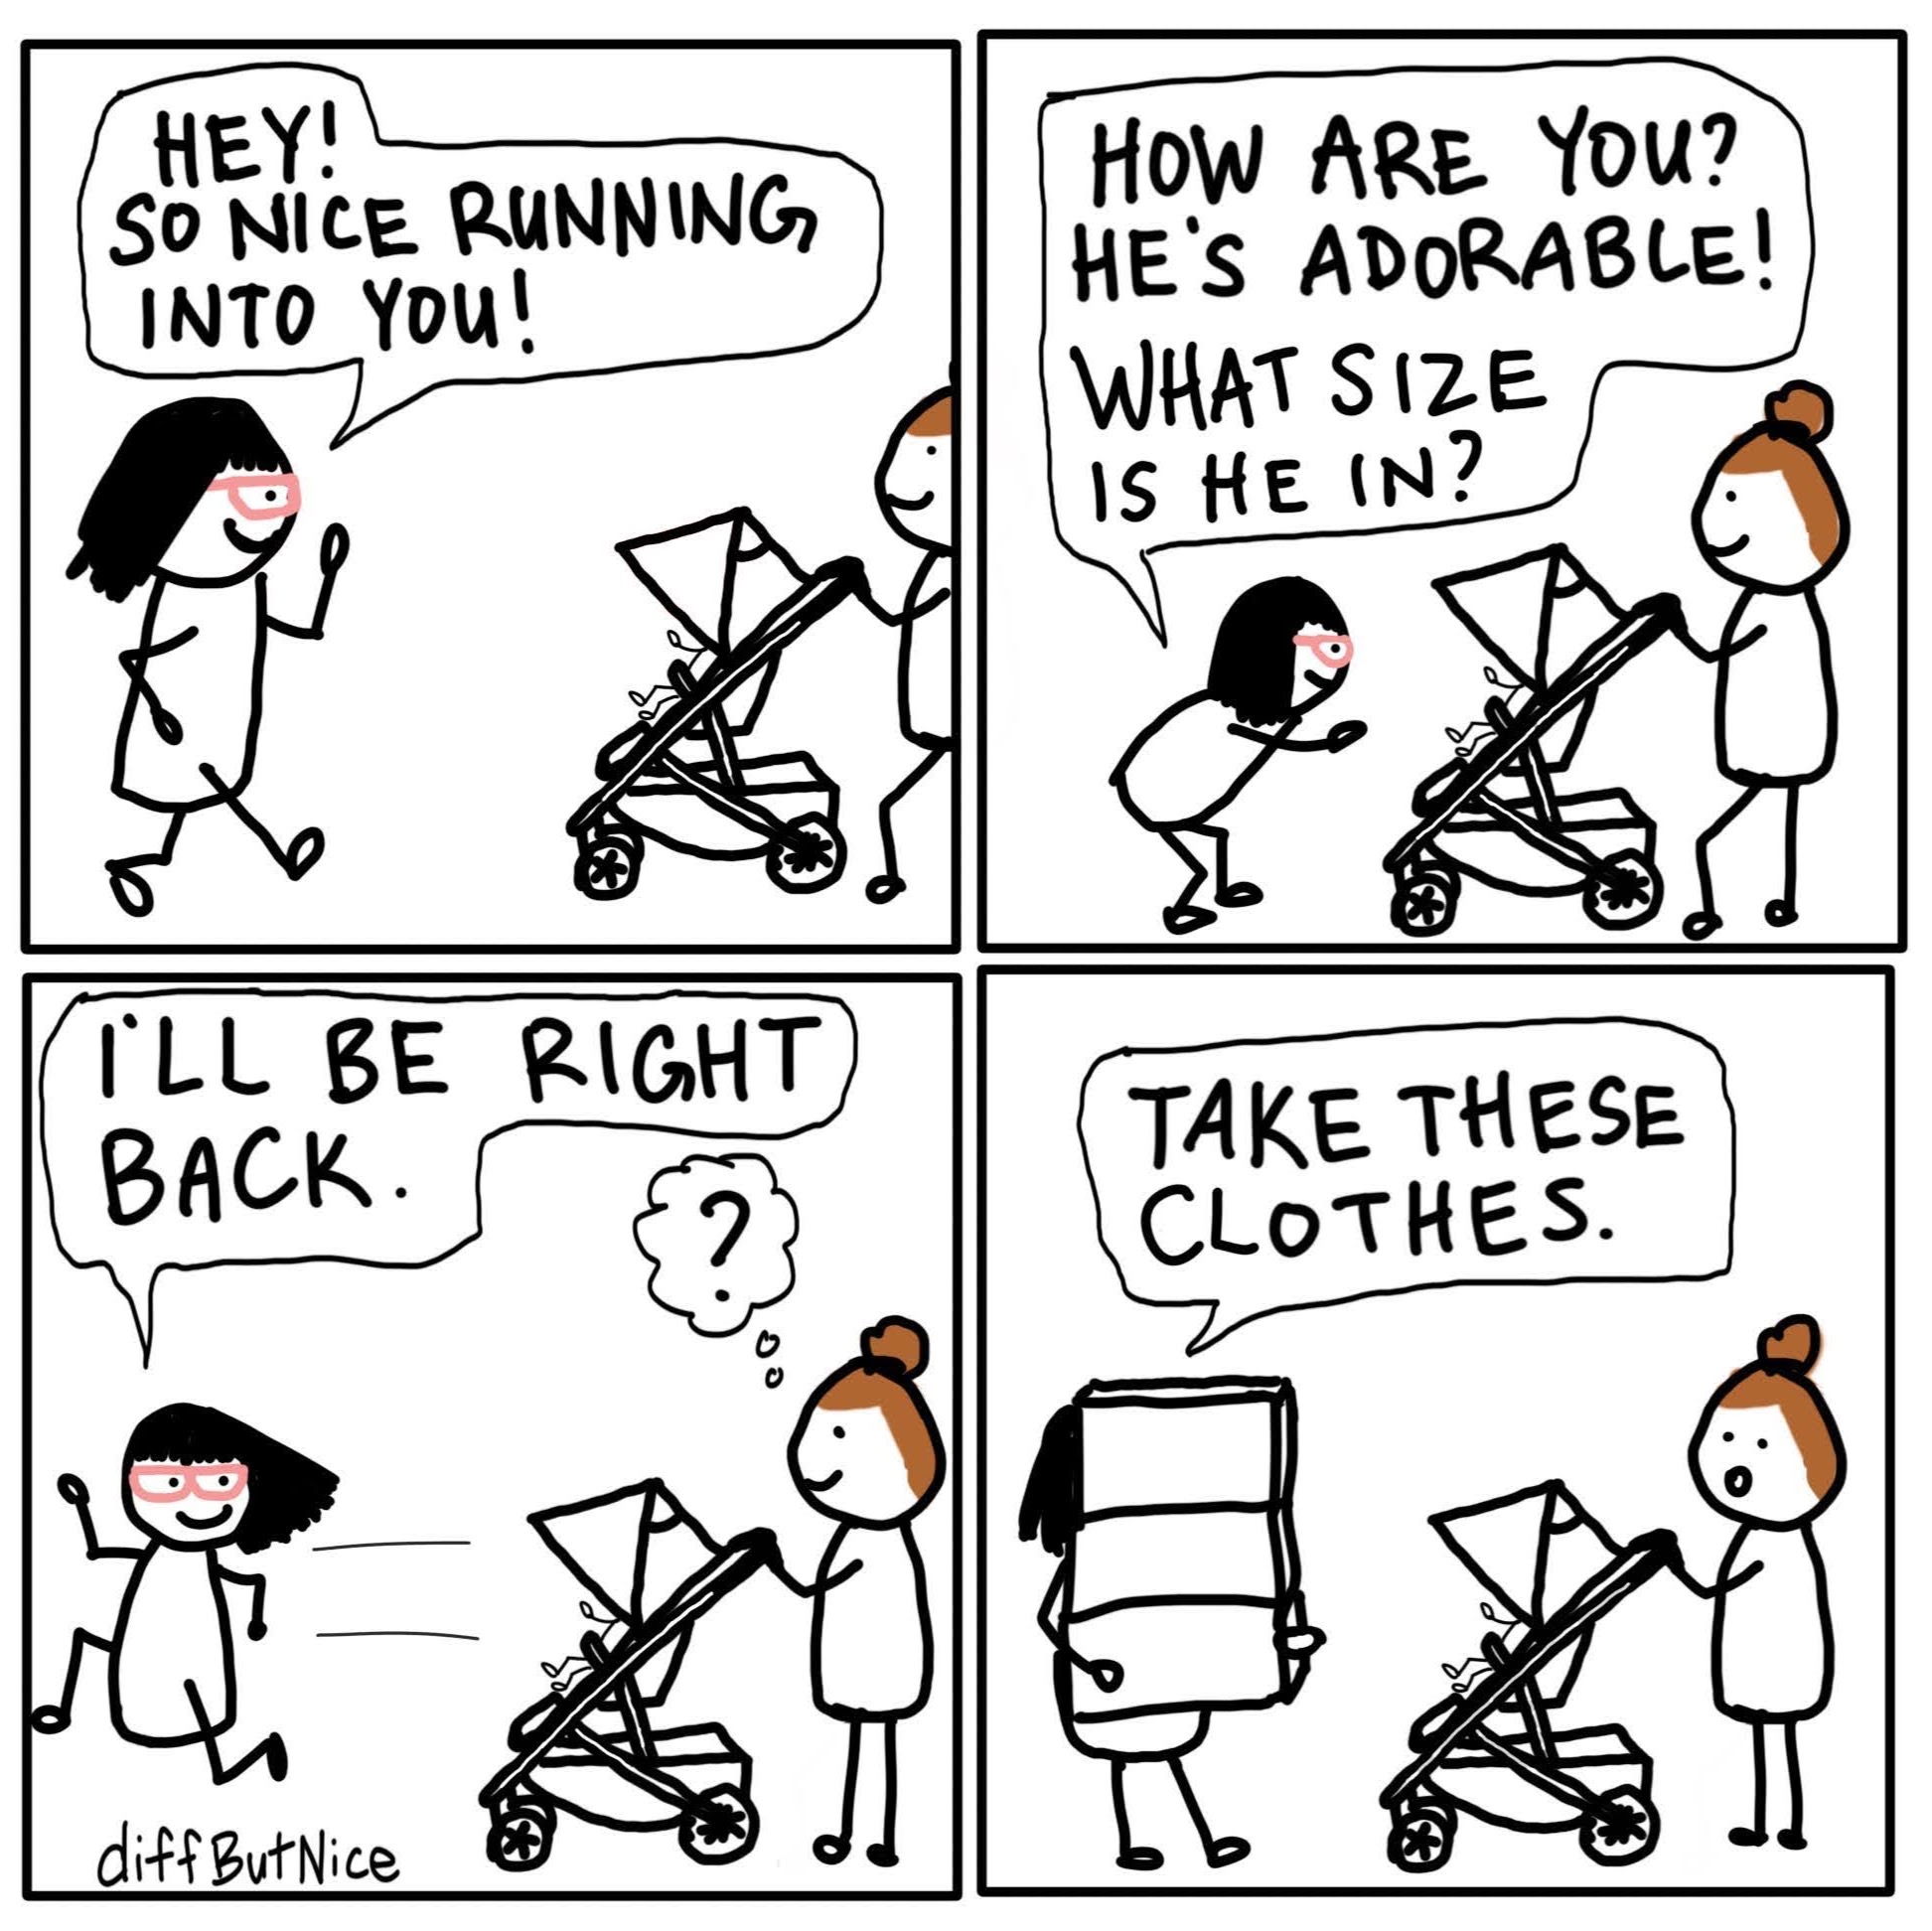 HEY!
SO NICE RUNNING
INTO YOU!
HOW ARE YOU?
HE'S ADORABLE!
WHAT SIZE
IS HE IN?
I'LL BE RIGHT
BACK.
?
diffButNice
TAKE THESE
CLOTHES.